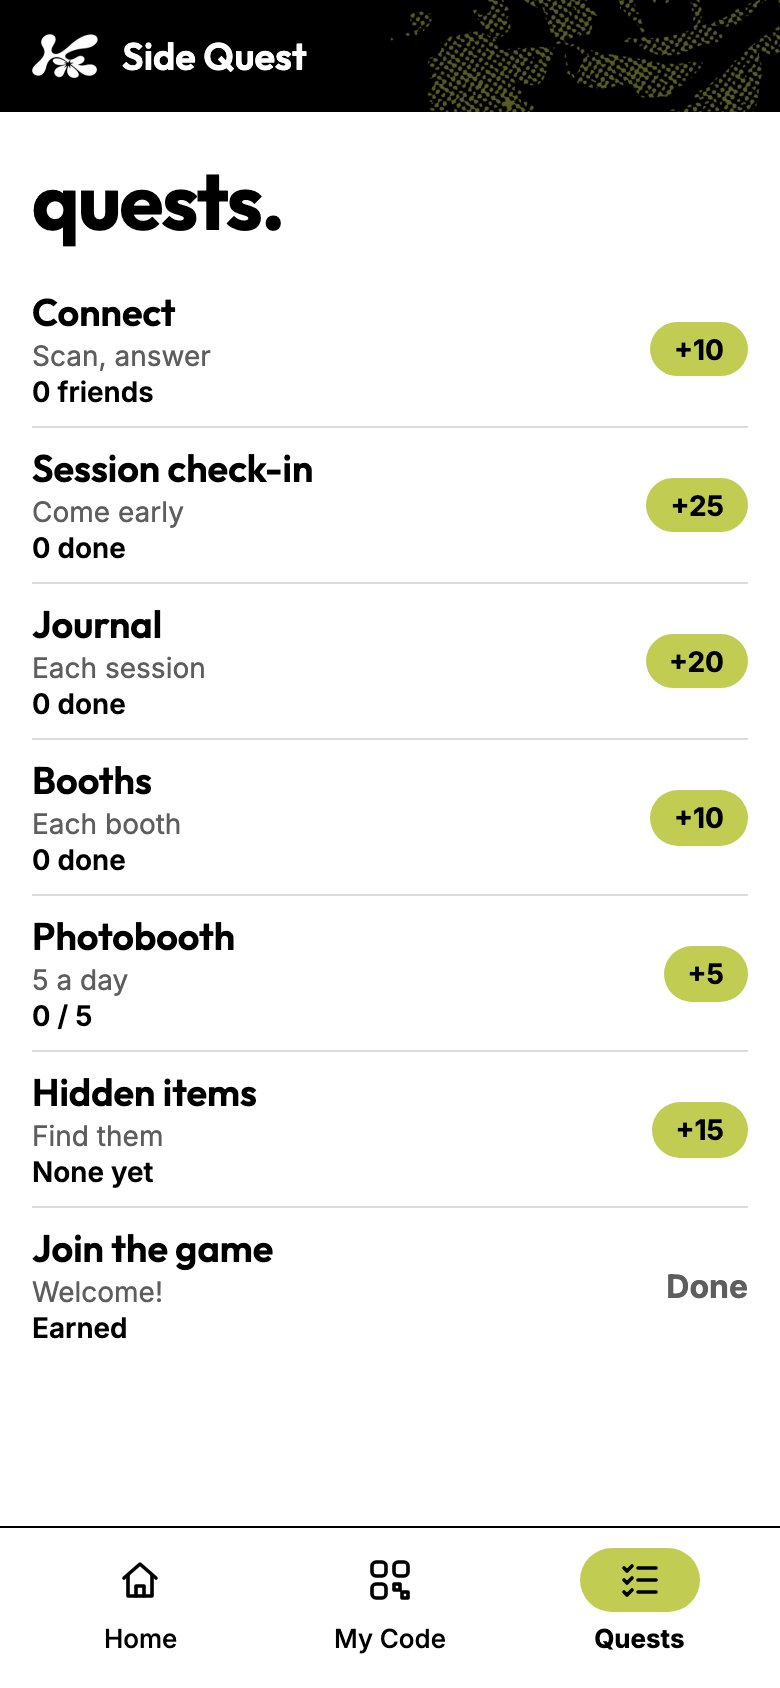 Side Quest
quests.
Connect
Scan, answer
0 friends
+10
Session check-in
Come early
0 done
+25
Journal
Each session
0 done
+20
Booths
Each booth
0 done
+10
Photobooth
5 a day
0 / 5
+5
Hidden items
Find them
None yet
+15
Join the game
Welcome!
Earned
Done
Home
My Code
Quests